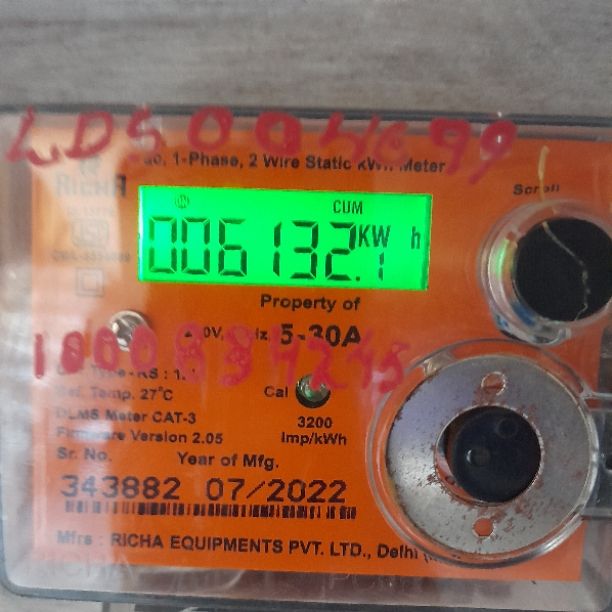 LDS004699
1-Phase, 2 Wire Static kWh Meter
RICHA
Scroll
CUM
006132.1 KW h
Property of
5-30A
1800894245
Ref. Temp. 27°C
Cal
DLMS Meter CAT-3
3200
Firmware Version 2.05
Imp/kWh
Sr. No. Year of Mfg.
343882 07/2022
Mfrs : RICHA EQUIPMENTS PVT. LTD., Delhi